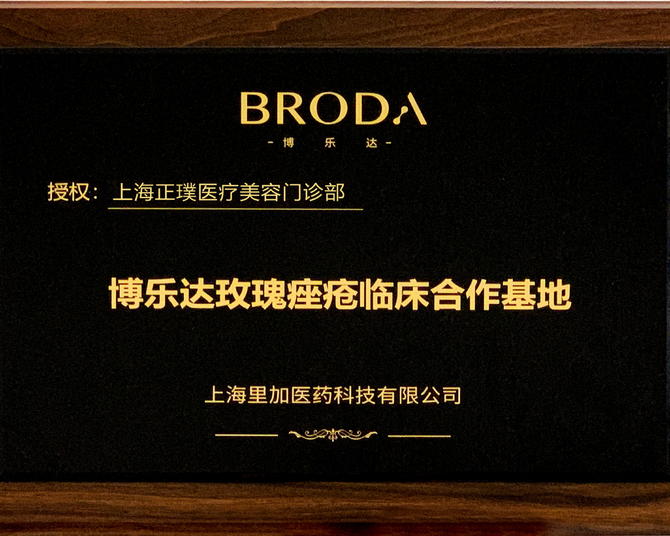 BRODA
- 博 乐 达 -
授权：上海正璞医疗美容门诊部
博乐达玫瑰痤疮临床合作基地
上海里加医药科技有限公司